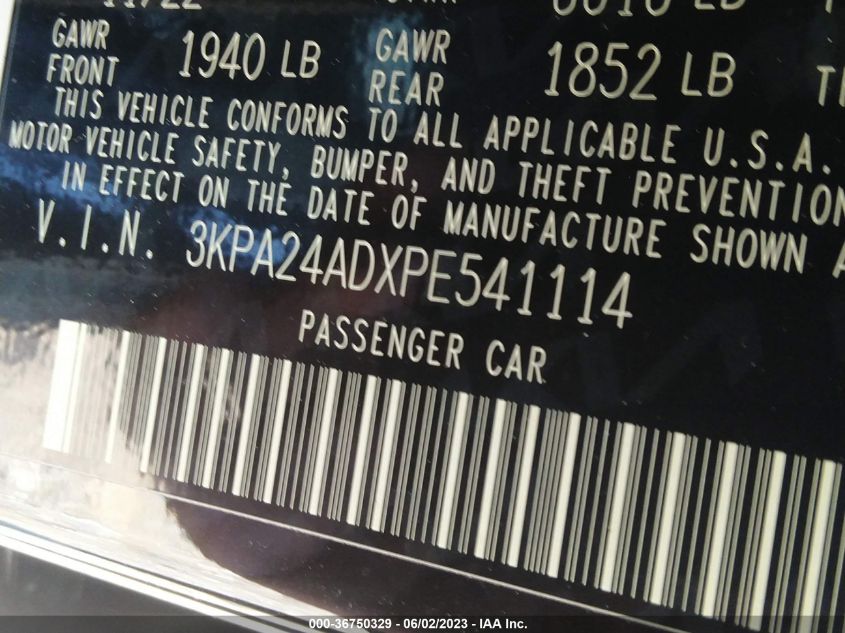 11/22
GAWR FRONT 1940 LB GAWR REAR 1852 LB
THIS VEHICLE CONFORMS TO ALL APPLICABLE U.S.A.
MOTOR VEHICLE SAFETY, BUMPER, AND THEFT PREVENTION
IN EFFECT ON THE DATE OF MANUFACTURE SHOWN A
V.I.N. 3KPA24ADXPE541114
PASSENGER CAR
000-36750329 - 06/02/2023 - IAA Inc.